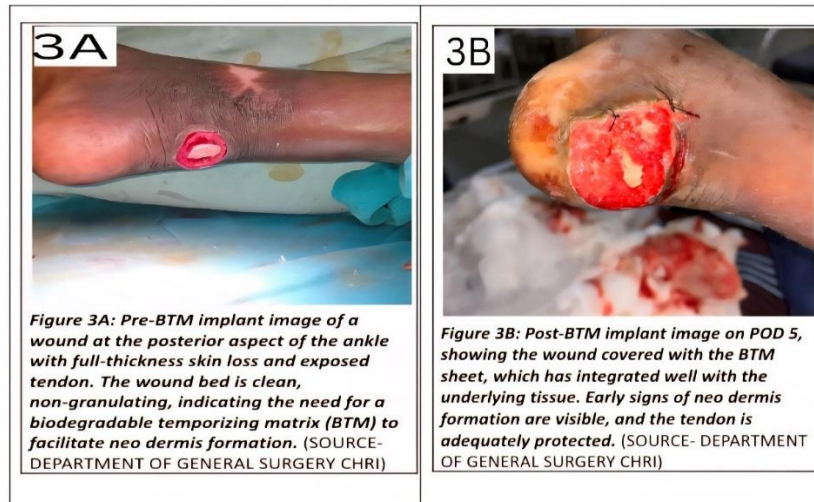 3A
Figure 3A: Pre-BTM implant image of a
wound at the posterior aspect of the ankle
with full-thickness skin loss and exposed
tendon. The wound bed is clean,
non-granulating, indicating the need for a
biodegradable temporizing matrix (BTM) to
facilitate neo dermis formation. (SOURCE-
DEPARTMENT OF GENERAL SURGERY CHRI)
3B
Figure 3B: Post-BTM implant image on POD 5,
showing the wound covered with the BTM
sheet, which has integrated well with the
underlying tissue. Early signs of neo dermis
formation are visible, and the tendon is
adequately protected. (SOURCE- DEPARTMENT
OF GENERAL SURGERY CHRI)